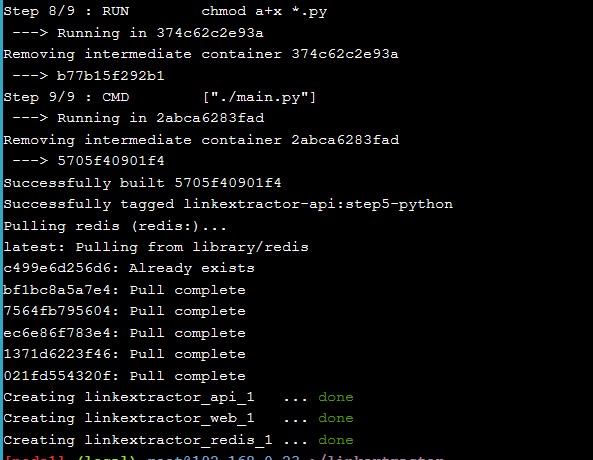 Step 8/9 : RUN       chmod a+x *.py
 ---> Running in 374c62c2e93a
Removing intermediate container 374c62c2e93a
 ---> b77b15f292b1
Step 9/9 : CMD       ["./main.py"]
 ---> Running in 2abca6283fad
Removing intermediate container 2abca6283fad
 ---> 5705f40901f4
Successfully built 5705f40901f4
Successfully tagged linkextractor-api:step5-python
Pulling redis (redis:)...
latest: Pulling from library/redis
c499e6d256d6: Already exists
bf1bc8a5a7e4: Pull complete
7564fb795604: Pull complete
ec6e86f783e4: Pull complete
1371d6223f46: Pull complete
021fd554320f: Pull complete
Creating linkextractor_api_1   ... done
Creating linkextractor_web_1   ... done
Creating linkextractor_redis_1 ... done